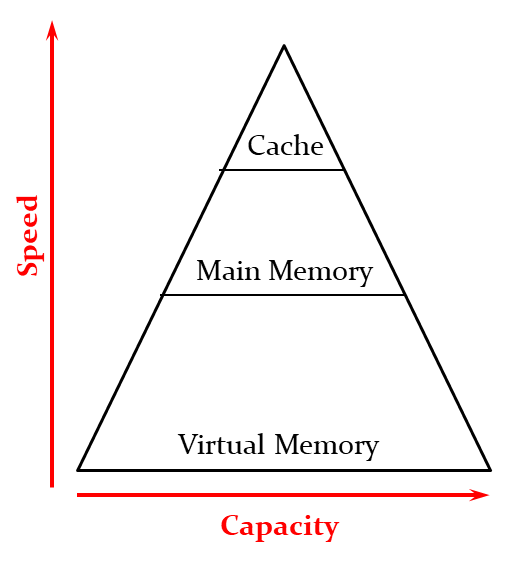 Cache
Speed
Main Memory
Virtual Memory
Capacity